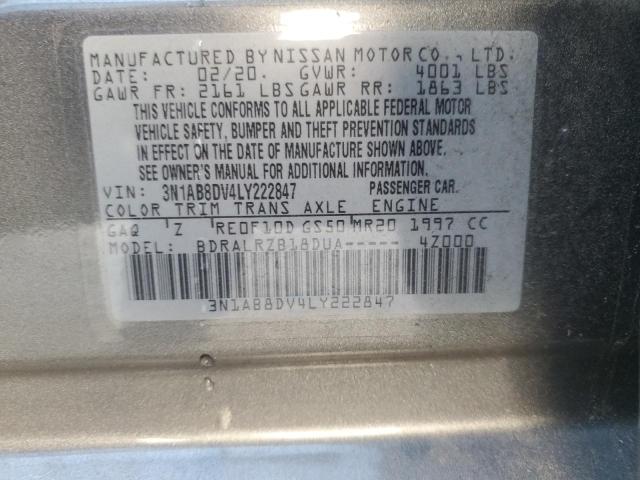 MANUFACTURED BY NISSAN MOTOR CO., LTD.
DATE: 02/20. GVWR: 4001 LBS
GAWR FR: 2161 LBS GAWR RR: 1863 LBS
THIS VEHICLE CONFORMS TO ALL APPLICABLE FEDERAL MOTOR
VEHICLE SAFETY, BUMPER AND THEFT PREVENTION STANDARDS
IN EFFECT ON THE DATE OF MANUFACTURE SHOWN ABOVE.
SEE OWNER'S MANUAL FOR ADDITIONAL INFORMATION.
VIN: 3N1AB8DV4LY222847 PASSENGER CAR.
COLOR TRIM TRANS AXLE ENGINE
GAQ Z RE0F10D GS50 MR20 1997 CC
MODEL: BDRALRZB18DUA----- 4Z000
3N1AB8DV4LY222847